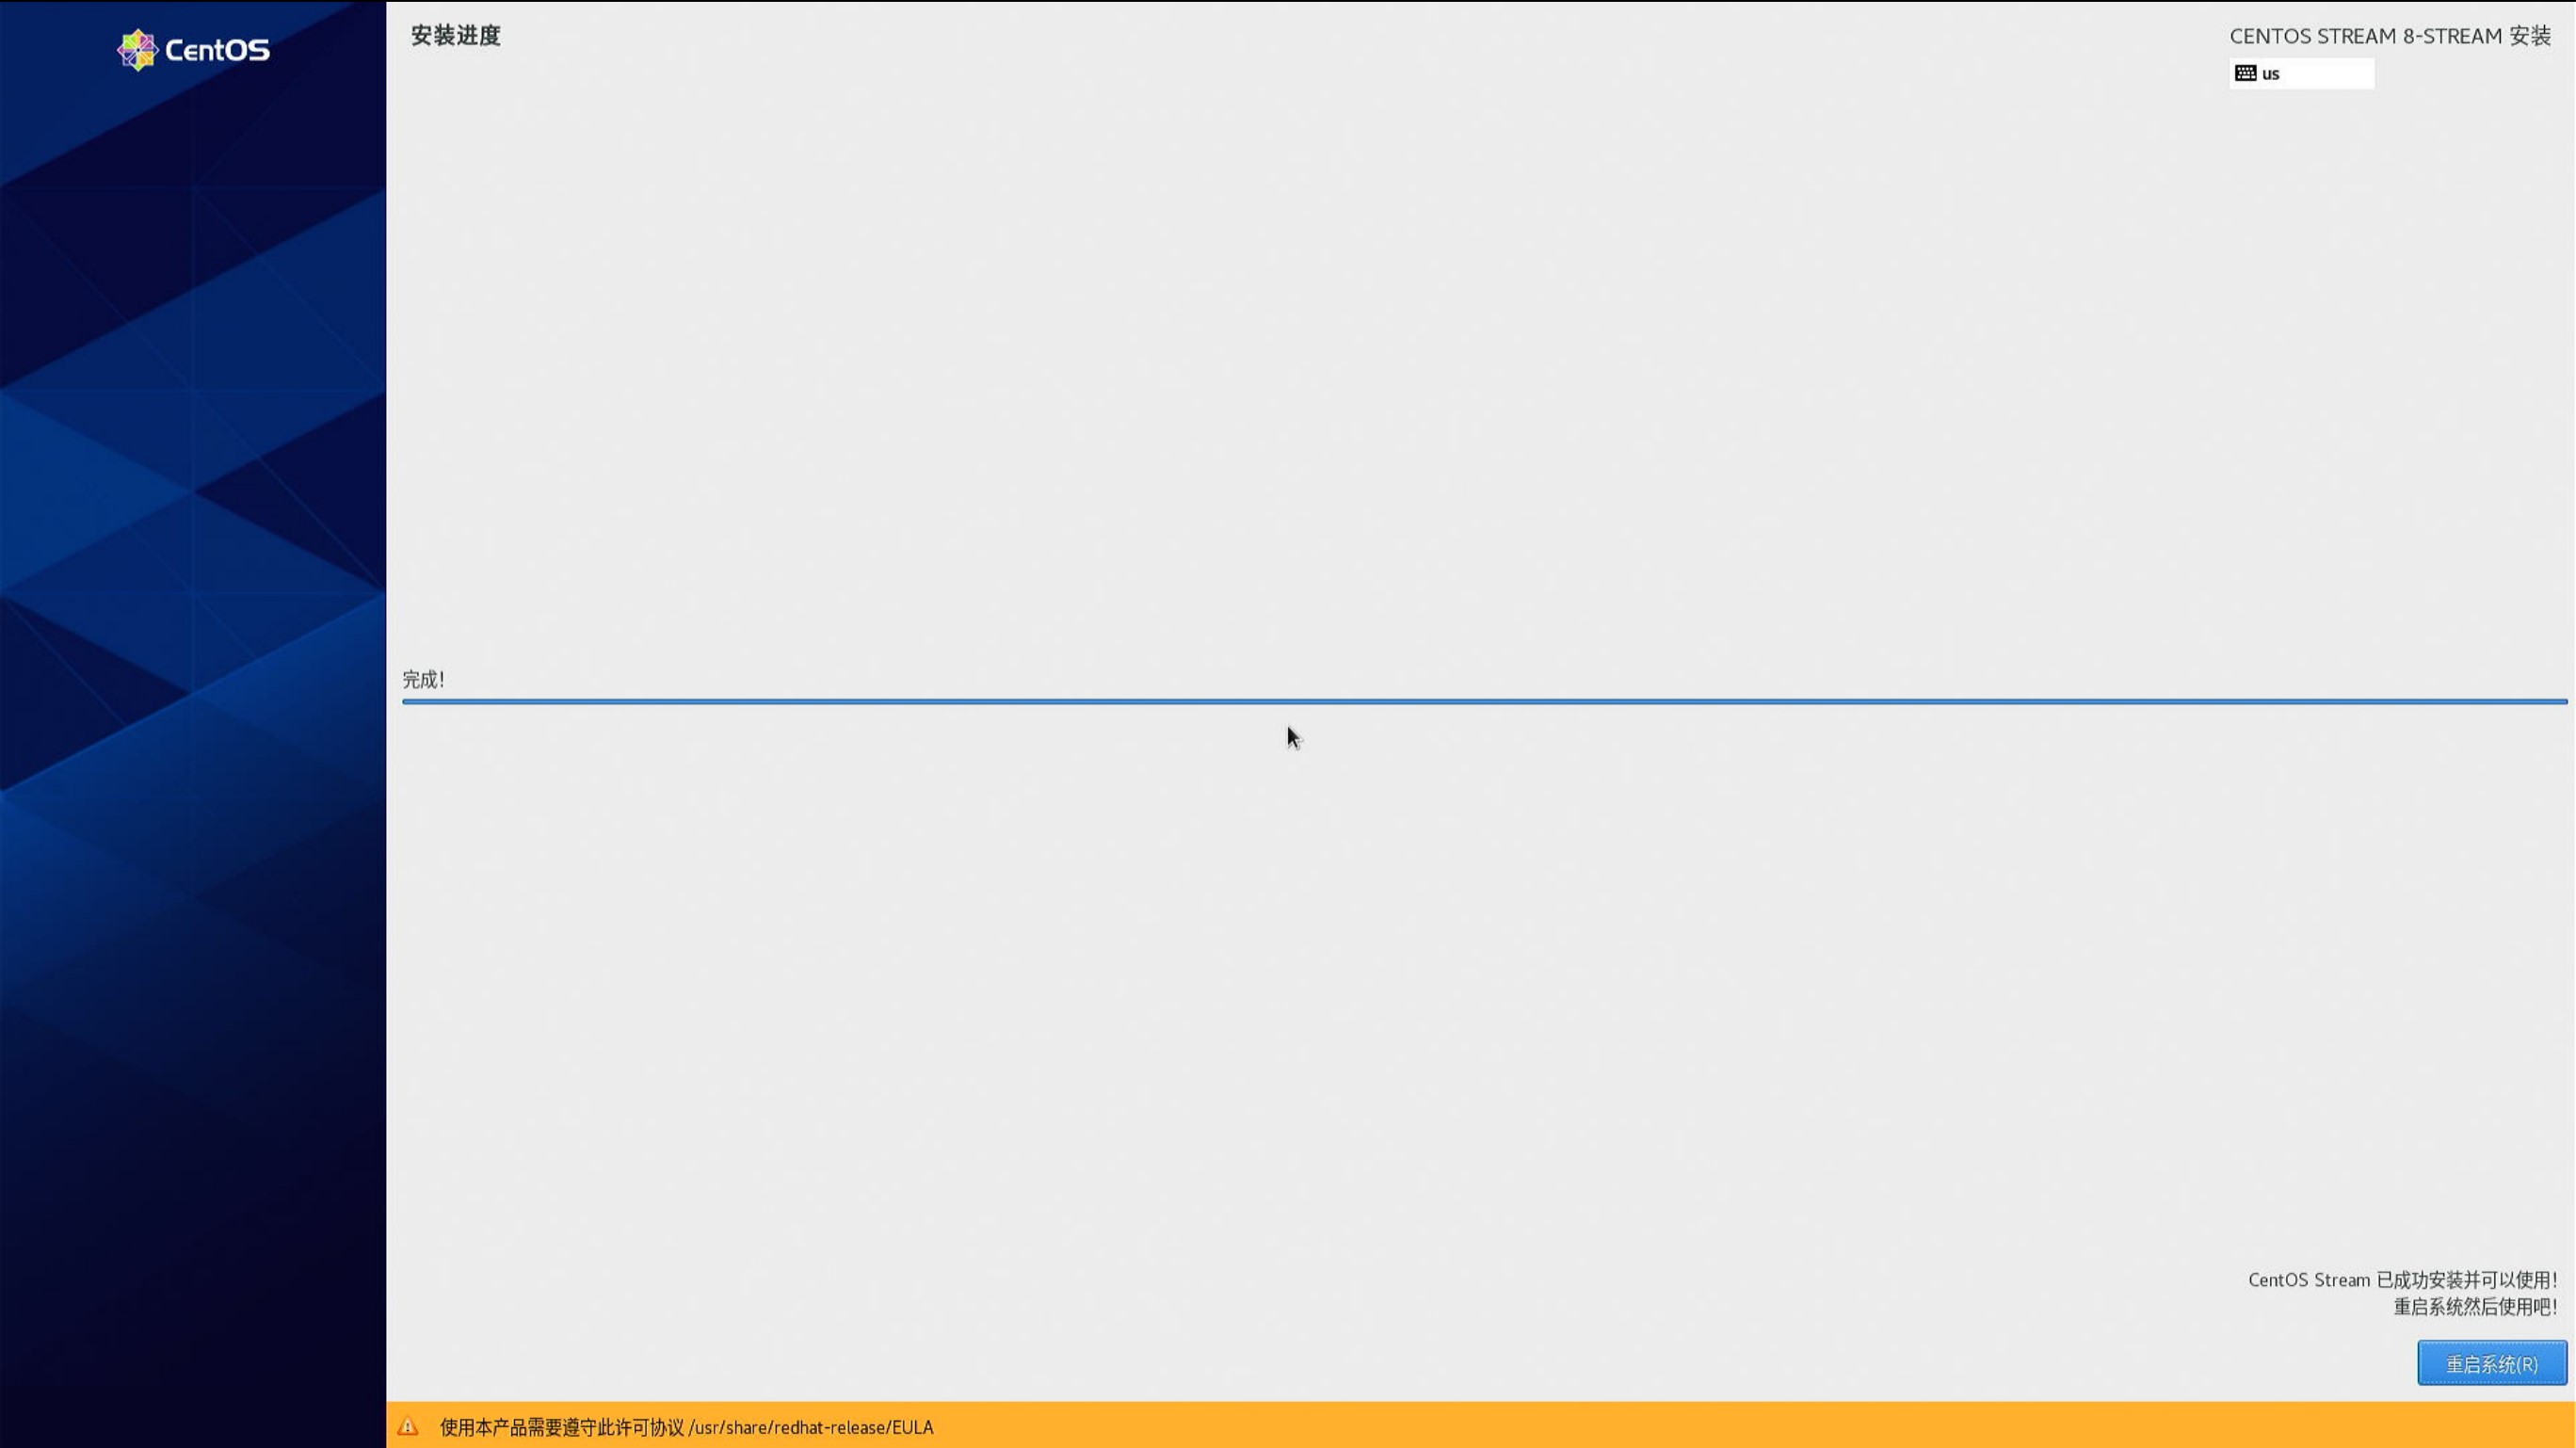 CentOS
安装进度
CENTOS STREAM 8-STREAM 安装
us
完成!
CentOS Stream 已成功安装并可以使用!
重启系统然后使用吧!
重启系统(R)
使用本产品需要遵守此许可协议 /usr/share/redhat-release/EULA